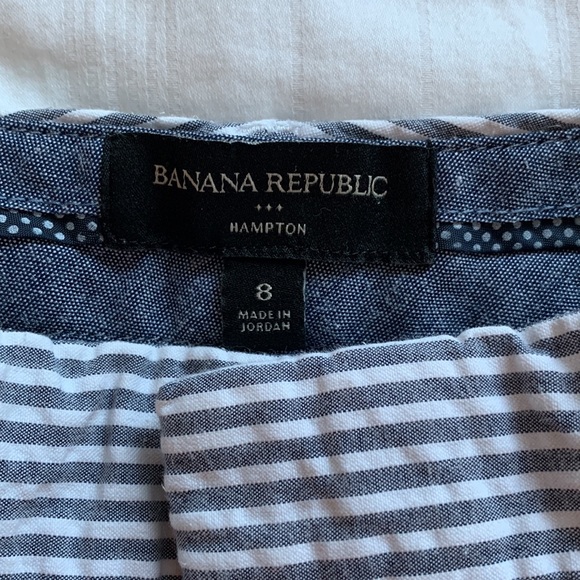 BANANA REPUBLIC
HAMPTON
8
MADE IN
JORDAN